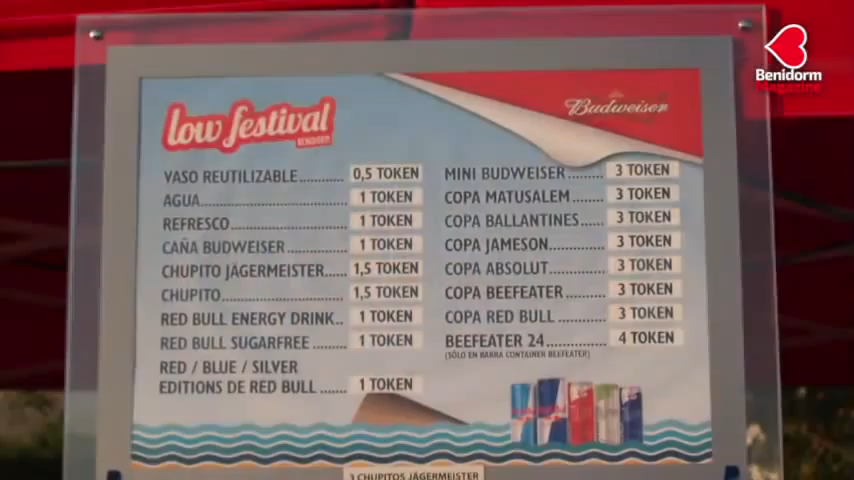 Benidorm
Magazine
low festival
BENIDORM
Budweiser
VASO REUTILIZABLE.......... 0,5 TOKEN
AGUA................................ 1 TOKEN
REFRESCO......................... 1 TOKEN
CAÑA BUDWEISER.............. 1 TOKEN
CHUPITO JÄGERMEISTER..... 1,5 TOKEN
CHUPITO........................... 1,5 TOKEN
RED BULL ENERGY DRINK.. 1 TOKEN
RED BULL SUGARFREE ....... 1 TOKEN
RED / BLUE / SILVER
EDITIONS DE RED BULL ...... 1 TOKEN
MINI BUDWEISER........ 3 TOKEN
COPA MATUSALEM....... 3 TOKEN
COPA BALLANTINES..... 3 TOKEN
COPA JAMESON........... 3 TOKEN
COPA ABSOLUT............ 3 TOKEN
COPA BEEFEATER......... 3 TOKEN
COPA RED BULL .......... 3 TOKEN
BEEFEATER 24............. 4 TOKEN
(SÓLO EN BARRA CONTAINER BEEFEATER)
3 CHUPITOS JÄGERMEISTER